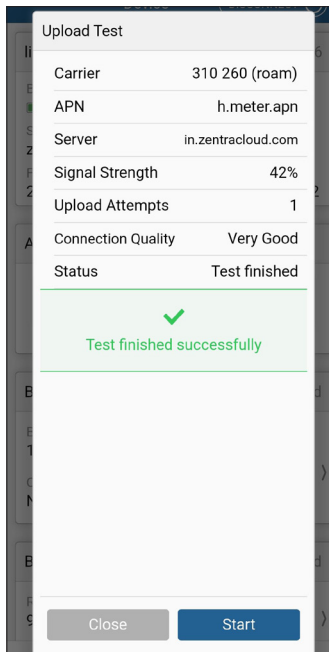 Upload Test
Carrier 310 260 (roam)
APN h.meter.apn
Server in.zentracloud.com
Signal Strength 42%
Upload Attempts 1
Connection Quality Very Good
Status Test finished
Test finished successfully
Close Start